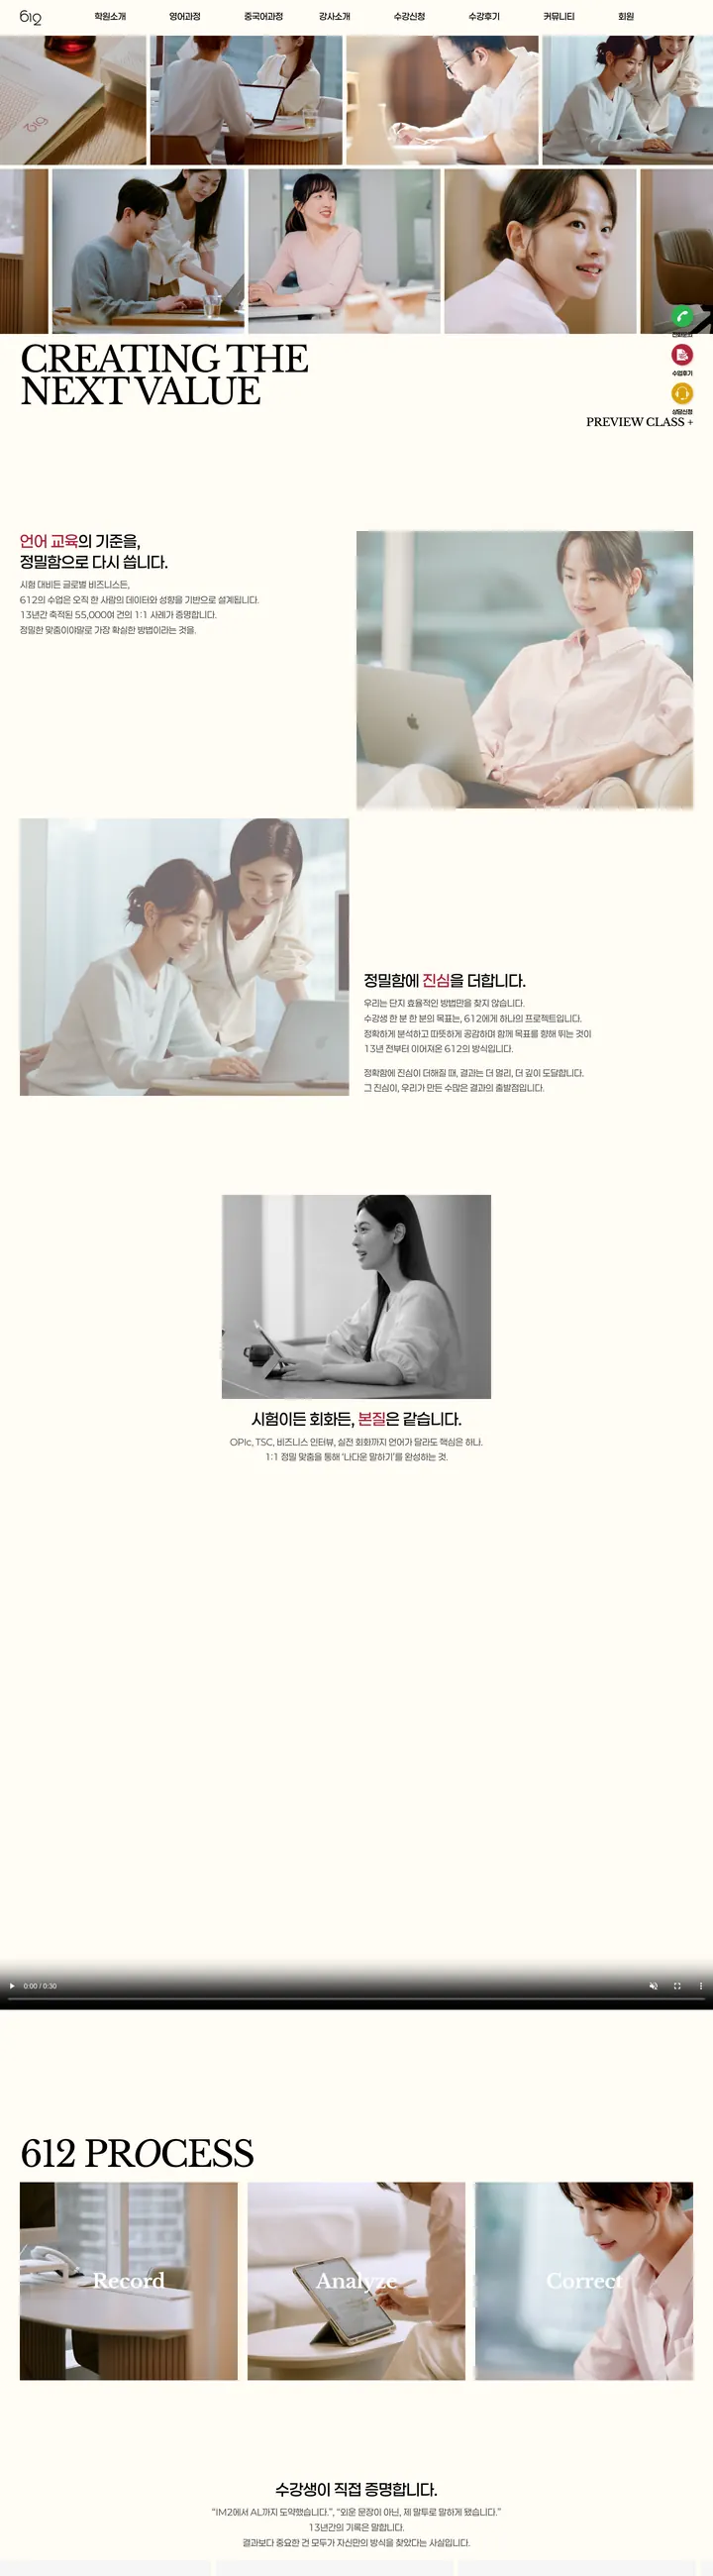 612
학원소개
영어과정
중국어과정
강사소개
수강신청
수강후기
커뮤니티
회원
CREATING THE
NEXT VALUE
수업후기
상담신청
PREVIEW CLASS +
언어 교육의 기준을,
정밀함으로 다시 씁니다.
시험 대비든 글로벌 비즈니스든,
612의 수업은 오직 한 사람의 데이터와 성향을 기반으로 설계됩니다.
13년간 축적된 55,000여 건의 1:1 사례가 증명합니다.
정밀한 맞춤이야말로 가장 확실한 방법이라는 것을.
정밀함에 진심을 더합니다.
우리는 단지 효율적인 방법만을 찾지 않습니다.
수강생 한 분 한 분의 목표는, 612에게 하나의 프로젝트입니다.
정확하게 분석하고 따뜻하게 공감하며 함께 목표를 향해 뛰는 것이
13년 전부터 이어져온 612의 방식입니다.
정확함에 진심이 더해질 때, 결과는 더 멀리, 더 깊이 도달합니다.
그 진심이, 우리가 만든 수많은 결과의 출발점입니다.
시험이든 회화든, 본질은 같습니다.
OPIc, TSC, 비즈니스 인터뷰, 실전 회화까지 언어가 달라도 핵심은 하나.
1:1 정밀 맞춤을 통해 '나다운 말하기'를 완성하는 것.
0:00 / 0:30
612 PROCESS
Record
Analyze
Correct
수강생이 직접 증명합니다.
"IM2에서 AL까지 도약했습니다.", "외운 문장이 아닌, 제 말투로 말하게 됐습니다."
13년간의 기록은 말합니다.
결과보다 중요한 건 모두가 자신만의 방식을 찾았다는 사실입니다.